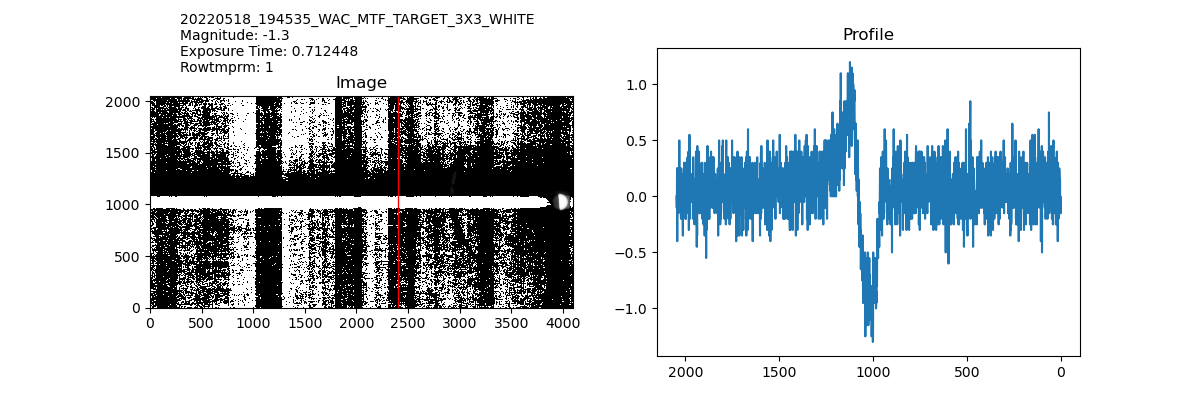 20220518_194535_WAC_MTF_TARGET_3X3_WHITE
Magnitude: -1.3
Exposure Time: 0.712448
Rowtmprm: 1
Image
2000
1500
1000
500
0
0 500 1000 1500 2000 2500 3000 3500 4000
Profile
1.0
0.5
0.0
−0.5
−1.0
2000 1500 1000 500 0